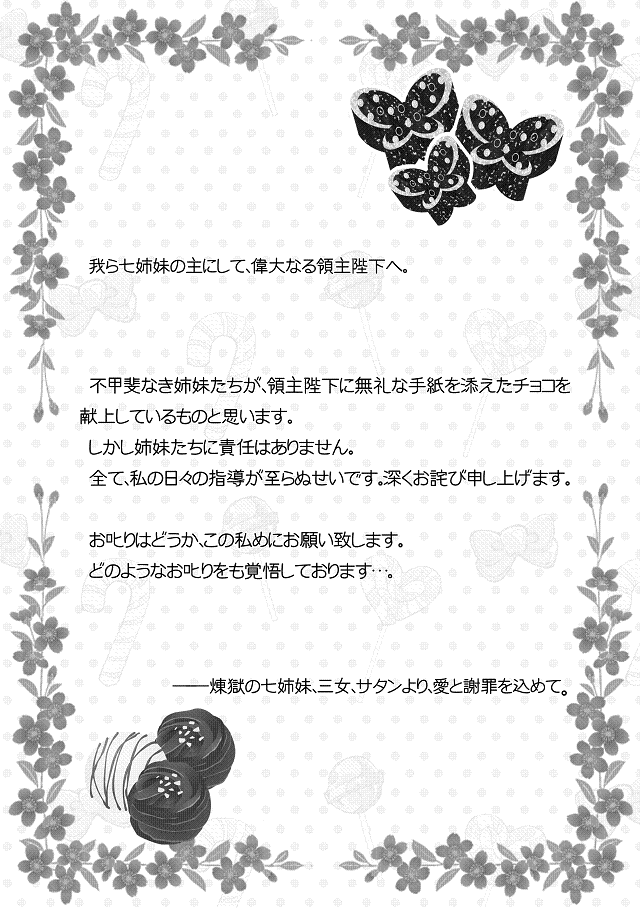 我ら七姉妹の主にして、偉大なる領主陛下へ。
不甲斐なき姉妹たちが、領主陛下に無礼な手紙を添えたチョコを
献上しているものと思います。
しかし姉妹たちに責任はありません。
全て、私の日々の指導が至らぬせいです。深くお詫び申し上げます。
お叱りはどうか、この私めにお願い致します。
どのようなお叱りをも覚悟しております…。
――煉獄の七姉妹、三女、サタンより、愛と謝罪を込めて。